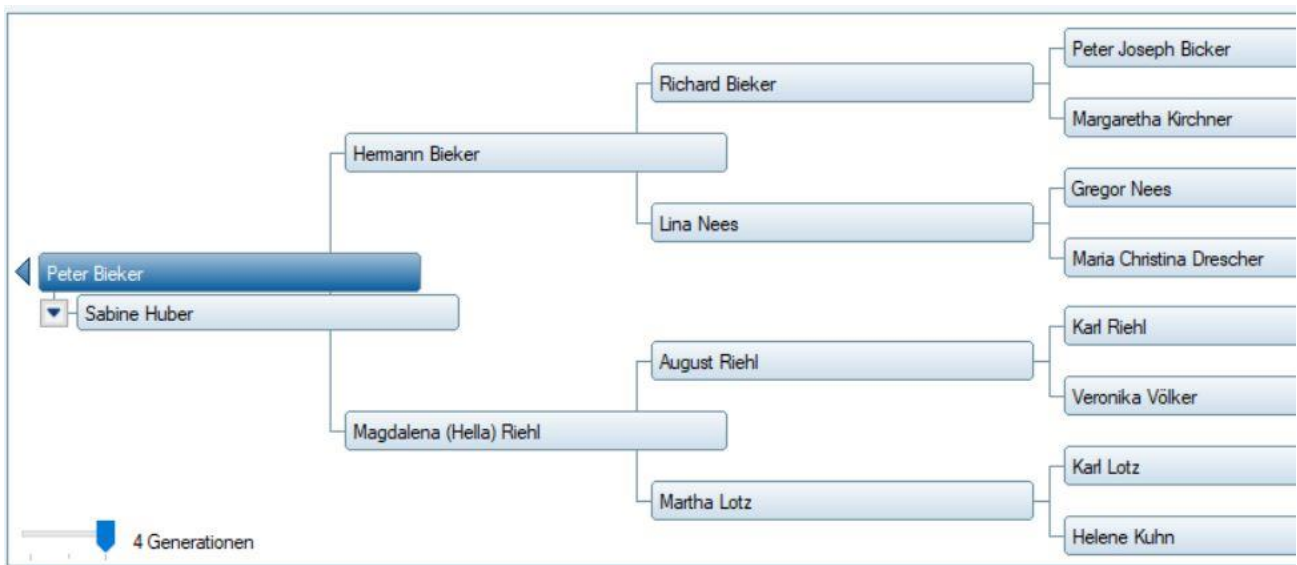 Peter Joseph Bicker
Richard Bieker
Margaretha Kirchner
Hermann Bieker
Gregor Nees
Lina Nees
Maria Christina Drescher
Peter Bieker
Sabine Huber
Karl Riehl
August Riehl
Veronika Völker
Magdalena (Hella) Riehl
Karl Lotz
Martha Lotz
Helene Kuhn
4 Generationen